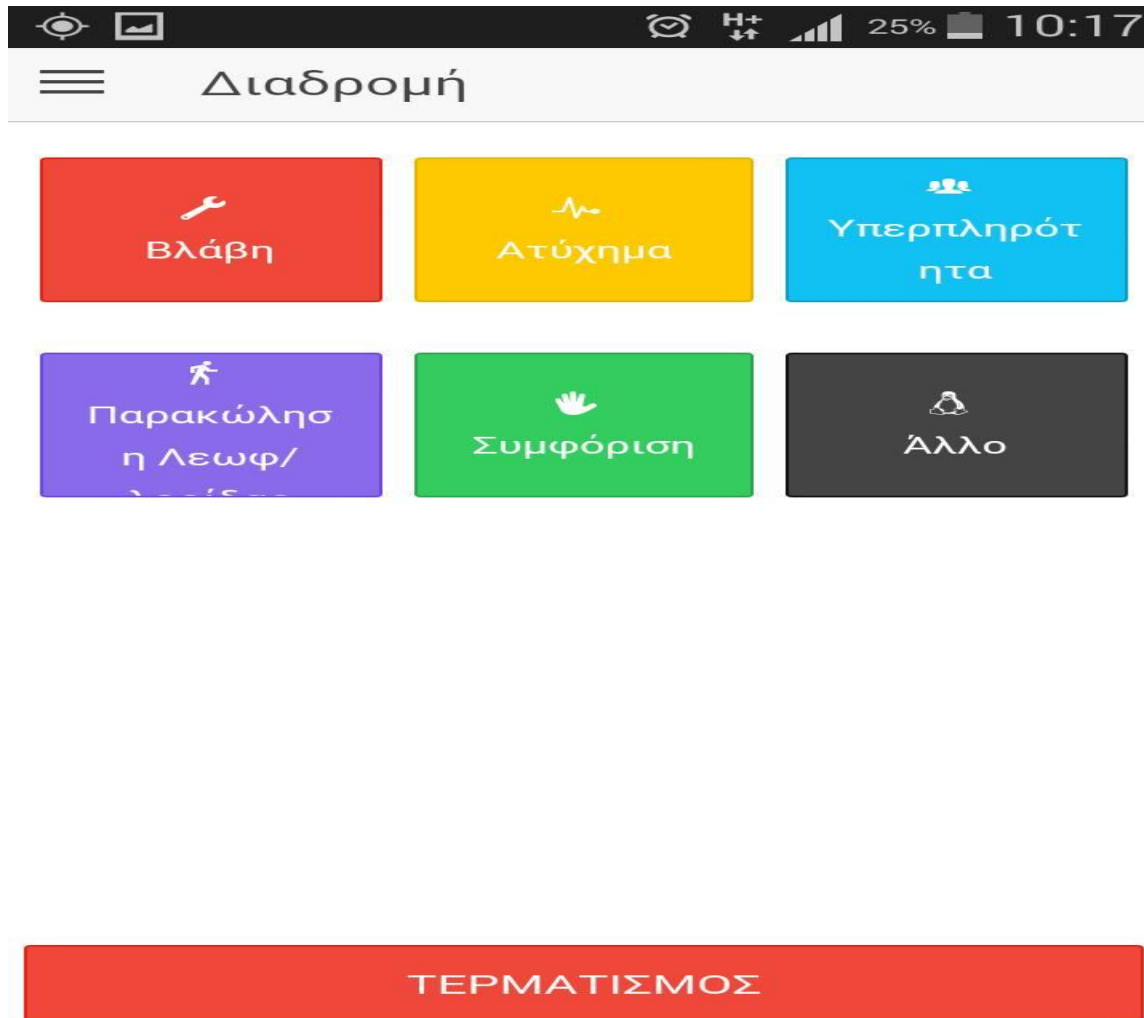 H+ 25% 10:17
Διαδρομή
Βλάβη
Ατύχημα
Υπερπληρότ
ητα
Παρακώλησ
η Λεωφ/
Συμφόριση
Άλλο
ΤΕΡΜΑΤΙΣΜΟΣ